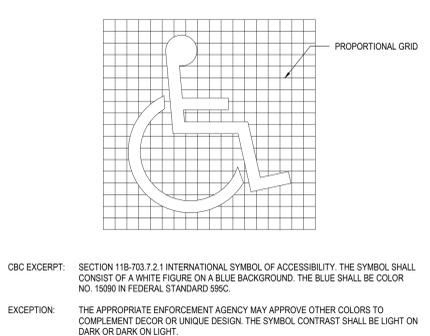 PROPORTIONAL GRID
CBC EXCERPT: SECTION 11B-703.7.2.1 INTERNATIONAL SYMBOL OF ACCESSIBILITY. THE SYMBOL SHALL
CONSIST OF A WHITE FIGURE ON A BLUE BACKGROUND. THE BLUE SHALL BE COLOR
NO. 15090 IN FEDERAL STANDARD 595C.
EXCEPTION: THE APPROPRIATE ENFORCEMENT AGENCY MAY APPROVE OTHER COLORS TO
COMPLEMENT DECOR OR UNIQUE DESIGN. THE SYMBOL CONTRAST SHALL BE LIGHT ON
DARK OR DARK ON LIGHT.